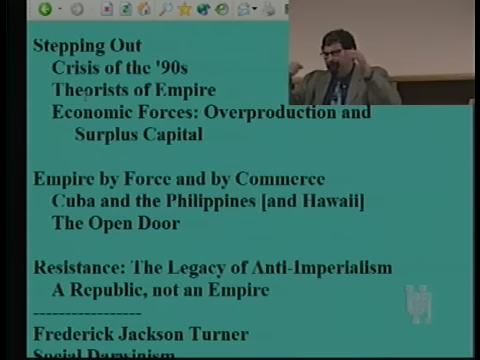 Stepping Out
Crisis of the '90s
Theorists of Empire
Economic Forces: Overproduction and
Surplus Capital
Empire by Force and by Commerce
Cuba and the Philippines [and Hawaii]
The Open Door
Resistance: The Legacy of Anti-Imperialism
A Republic, not an Empire
-----------------
Frederick Jackson Turner
Social Darwinism